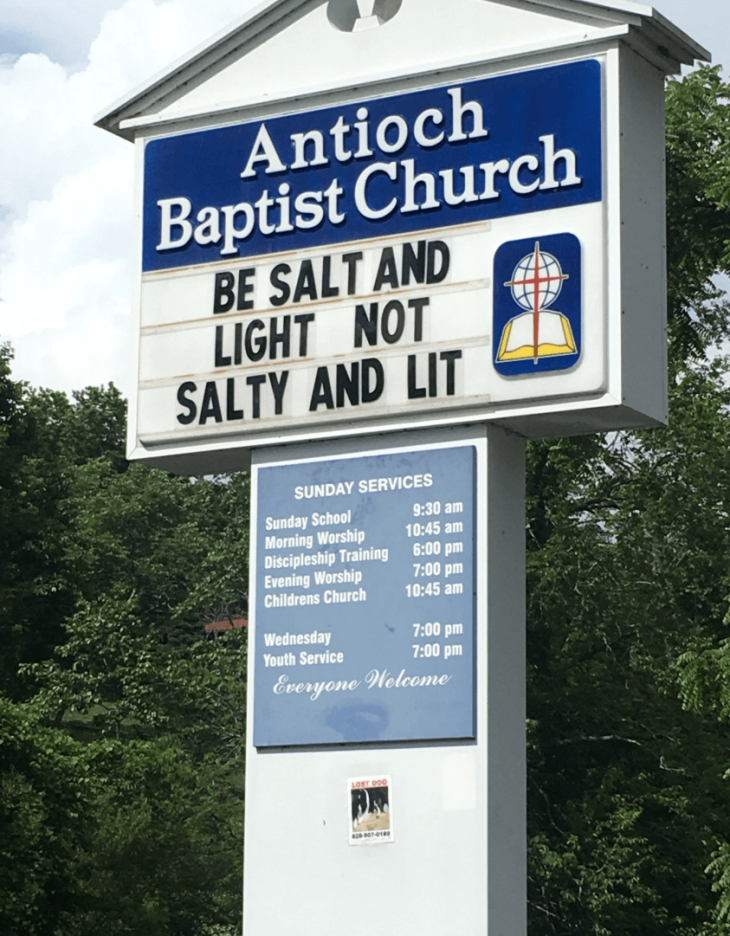 Antioch
Baptist Church
BE SALT AND
LIGHT NOT
SALTY AND LIT
SUNDAY SERVICES
Sunday School 9:30 am
Morning Worship 10:45 am
Discipleship Training 6:00 pm
Evening Worship 7:00 pm
Childrens Church 10:45 am
Wednesday 7:00 pm
Youth Service 7:00 pm
Everyone Welcome
LOST DOG